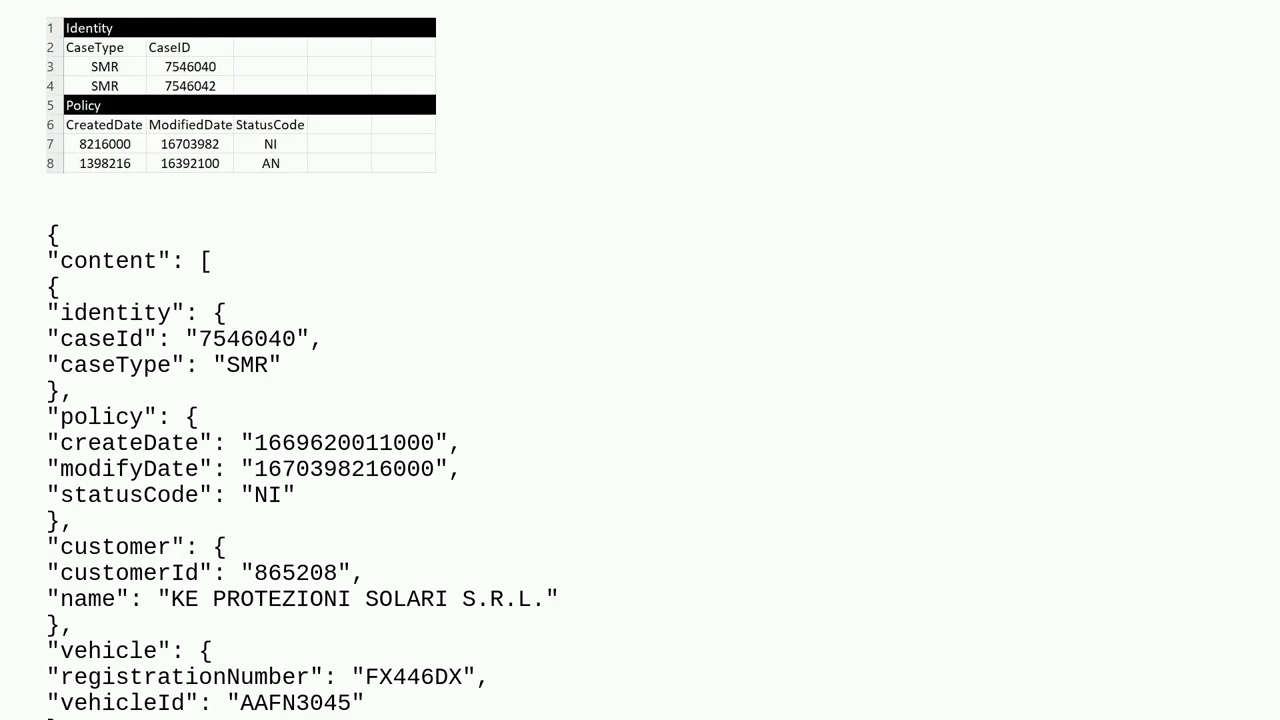 1 Identity
2 CaseType CaseID
3 SMR 7546040
4 SMR 7546042
5 Policy
6 CreatedDate ModifiedDate StatusCode
7 8216000 16703982 NI
8 1398216 16392100 AN
{
"content": [
{
"identity": {
"caseId": "7546040",
"caseType": "SMR"
},
"policy": {
"createDate": "1669620011000",
"modifyDate": "1670398216000",
"statusCode": "NI"
},
"customer": {
"customerId": "865208",
"name": "KE PROTEZIONI SOLARI S.R.L."
},
"vehicle": {
"registrationNumber": "FX446DX",
"vehicleId": "AAFN3045"